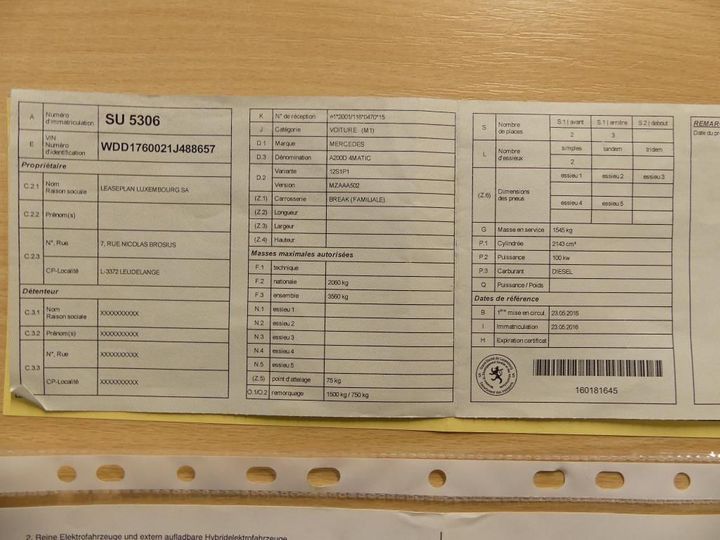 A Numéro d'immatriculation SU 5306
E VIN Numéro d'identification WDD1760021J488657
Propriétaire
C.2.1 Nom Raison sociale LEASEPLAN LUXEMBOURG SA
C.2.2 Prénom(s)
C.2.3 N°, Rue 7, RUE NICOLAS BROSIUS
CP-Localité L-3372 LEUDELANGE
Détenteur
C.3.1 Nom Raison sociale XXXXXXXXXX
C.3.2 Prénom(s) XXXXXXXXXX
C.3.3 N°, Rue XXXXXXXXXX
CP-Localité XXXXXXXXXX
K N° de réception e1*2001/116*0470*15
J Catégorie VOITURE (M1)
D.1 Marque MERCEDES
D.3 Dénomination A200D 4MATIC
D.2 Variante 12S1P1
Version MZAAA502
(Z.1) Carrosserie BREAK (FAMILIALE)
(Z.2) Longueur
(Z.3) Largeur
(Z.4) Hauteur
Masses maximales autorisées
F.1 technique
F.2 nationale 2060 kg
F.3 ensemble 3560 kg
N.1 essieu 1
N.2 essieu 2
N.3 essieu 3
N.4 essieu 4
N.5 essieu 5
(Z.5) point d'attelage 75 kg
O.1/O.2 remorquage 1500 kg / 750 kg
S Nombre de places S.1 | avant S.1 | arrière S.2 | debout
2 3
L Nombre d'essieux simples tandem tridem
2
(Z.6) Dimensions des pneus essieu 1 essieu 2 essieu 3
essieu 4 essieu 5
G Masse en service 1545 kg
P.1 Cylindrée 2143 cm³
P.2 Puissance 100 kw
P.3 Carburant DIESEL
Q Puissance / Poids
Dates de référence
B 1ère mise en circul. 23.05.2016
I Immatriculation 23.05.2016
H Expiration certificat
160181645
REMAR
Date du pr
2. Reine Elektrofahrzeuge und extern aufladbare Hybridelektrofahrzeuge